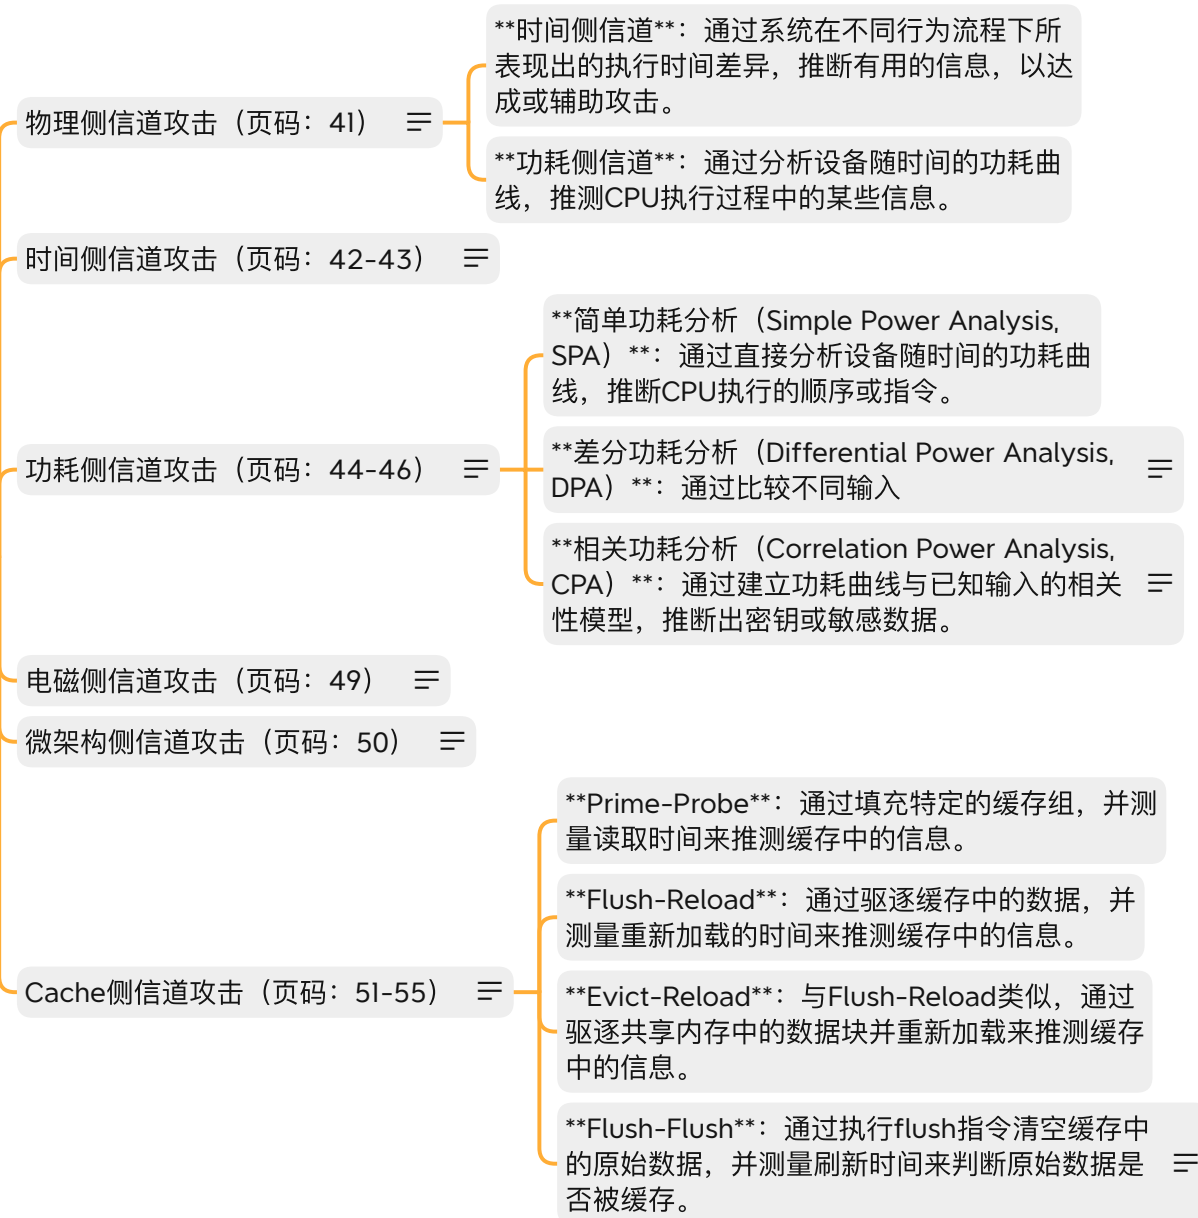 物理侧信道攻击（页码：41）
**时间侧信道**：通过系统在不同行为流程下所
表现出的执行时间差异，推断有用的信息，以达
成或辅助攻击。
**功耗侧信道**：通过分析设备随时间的功耗曲
线，推测CPU执行过程中的某些信息。
时间侧信道攻击（页码：42-43）
功耗侧信道攻击（页码：44-46）
**简单功耗分析（Simple Power Analysis,
SPA）**：通过直接分析设备随时间的功耗曲
线，推断CPU执行的顺序或指令。
**差分功耗分析（Differential Power Analysis,
DPA）**：通过比较不同输入
**相关功耗分析（Correlation Power Analysis,
CPA）**：通过建立功耗曲线与已知输入的相关
性模型，推断出密钥或敏感数据。
电磁侧信道攻击（页码：49）
微架构侧信道攻击（页码：50）
Cache侧信道攻击（页码：51-55）
**Prime-Probe**：通过填充特定的缓存组，并测
量读取时间来推测缓存中的信息。
**Flush-Reload**：通过驱逐缓存中的数据，并
测量重新加载的时间来推测缓存中的信息。
**Evict-Reload**：与Flush-Reload类似，通过
驱逐共享内存中的数据块并重新加载来推测缓存
中的信息。
**Flush-Flush**：通过执行flush指令清空缓存中
的原始数据，并测量刷新时间来判断原始数据是
否被缓存。